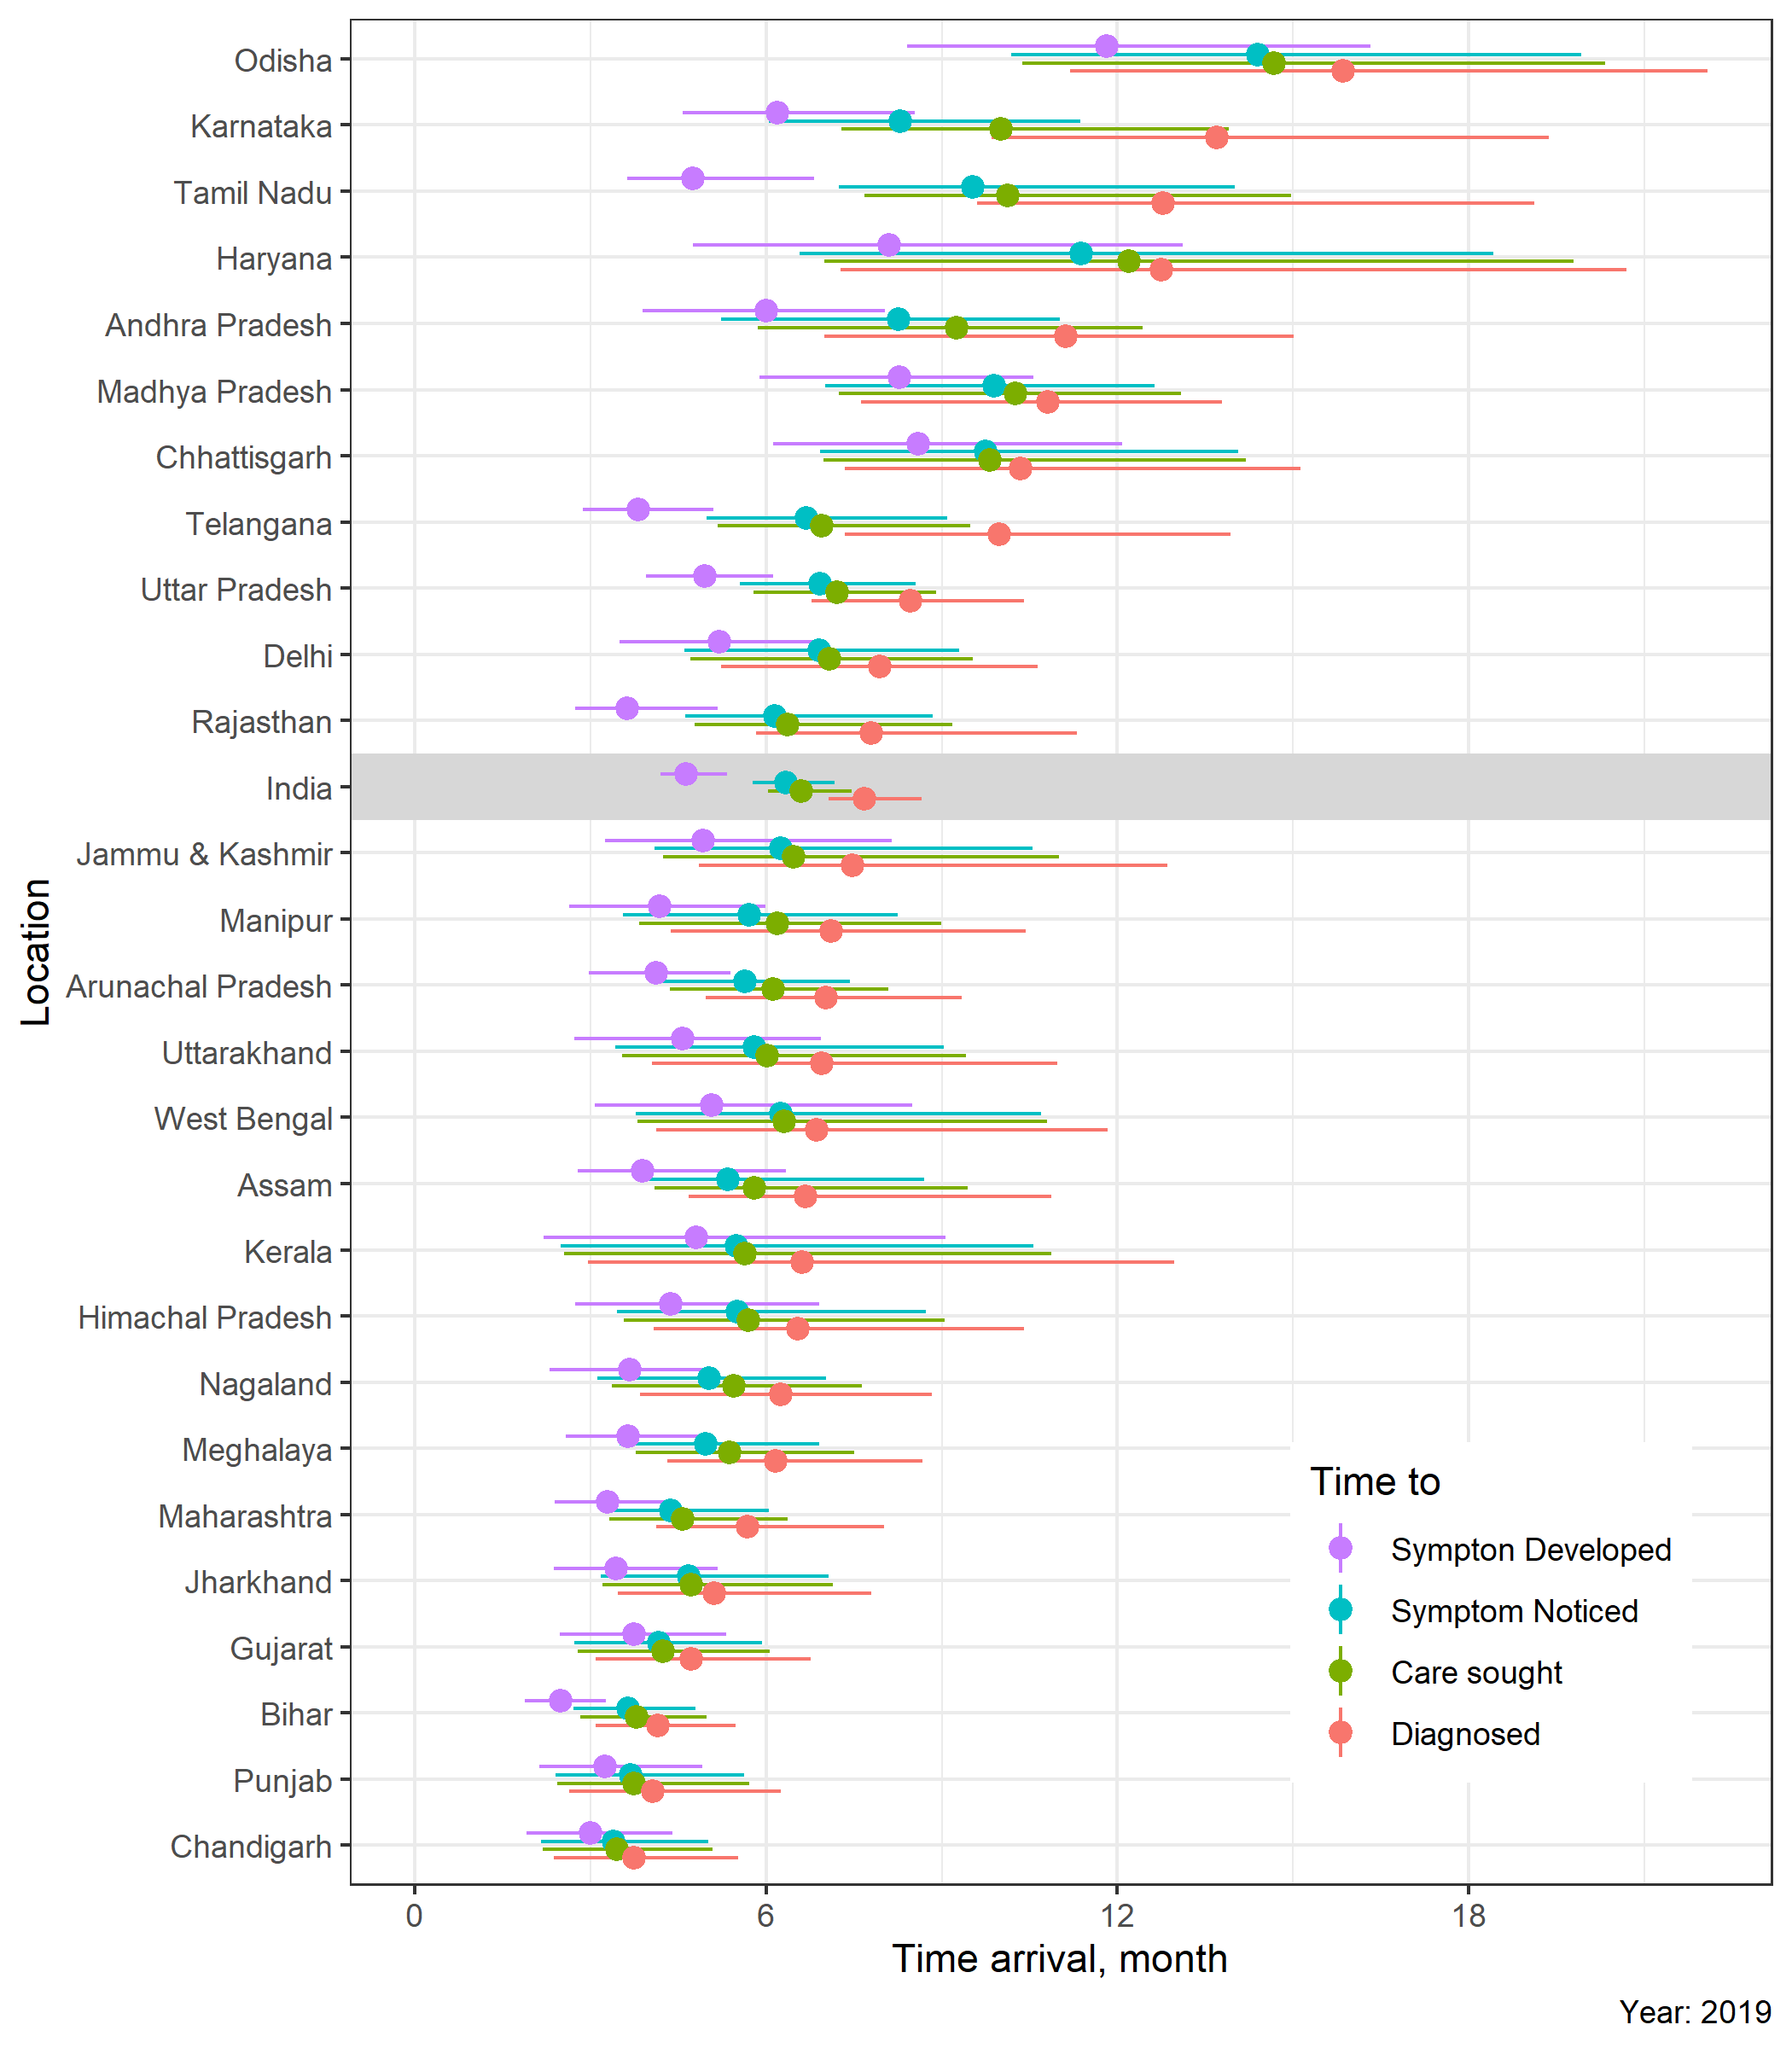 Odisha
Karnataka
Tamil Nadu
Haryana
Andhra Pradesh
Madhya Pradesh
Chhattisgarh
Telangana
Uttar Pradesh
Delhi
Rajasthan
India
Jammu & Kashmir
Manipur
Arunachal Pradesh
Uttarakhand
West Bengal
Assam
Kerala
Himachal Pradesh
Nagaland
Meghalaya
Maharashtra
Jharkhand
Gujarat
Bihar
Punjab
Chandigarh
Location
Time to
Sympton Developed
Symptom Noticed
Care sought
Diagnosed
0 6 12 18
Time arrival, month
Year: 2019